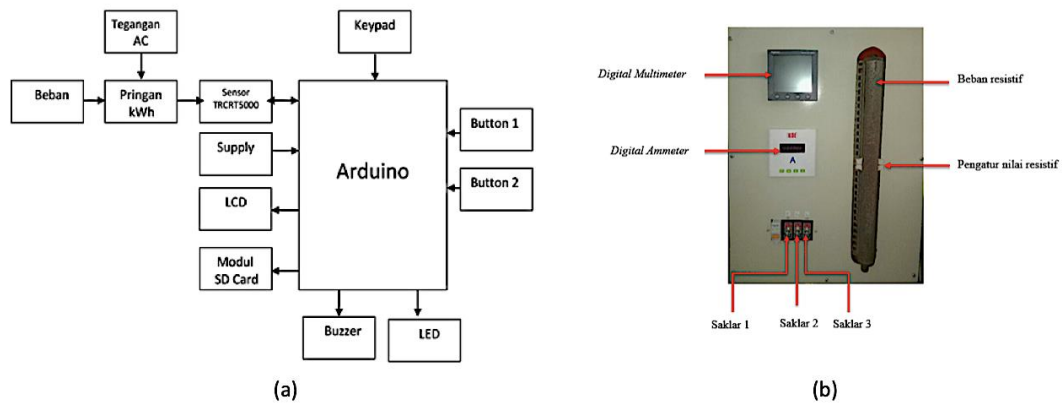 Tegangan
AC
Keypad
Beban
Pringan
kWh
Sensor
TRCRT5000
Supply
LCD
Modul
SD Card
Arduino
Button 1
Button 2
Buzzer
LED
(a)
Digital Multimeter
Digital Ammeter
A
Beban resistif
Pengatur nilai resistif
Saklar 1
Saklar 2
Saklar 3
(b)